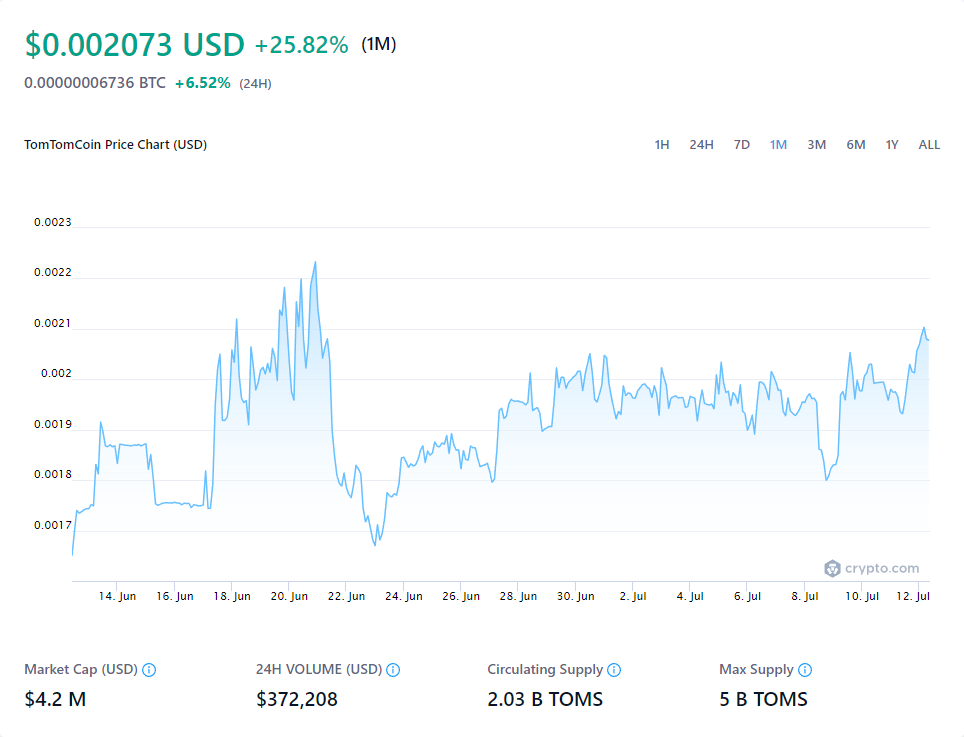 $0.002073 USD +25.82% (1M)
0.00000006736 BTC +6.52% (24H)
TomTomCoin Price Chart (USD) 1H 24H 7D 1M 3M 6M 1Y ALL
0.0023
0.0022
0.0021
0.002
0.0019
0.0018
0.0017
crypto.com
14. Jun 16. Jun 18. Jun 20. Jun 22. Jun 24. Jun 26. Jun 28. Jun 30. Jun 2. Jul 4. Jul 6. Jul 8. Jul 10. Jul 12. Jul
Market Cap (USD) 24H VOLUME (USD) Circulating Supply Max Supply
$4.2 M $372,208 2.03 B TOMS 5 B TOMS